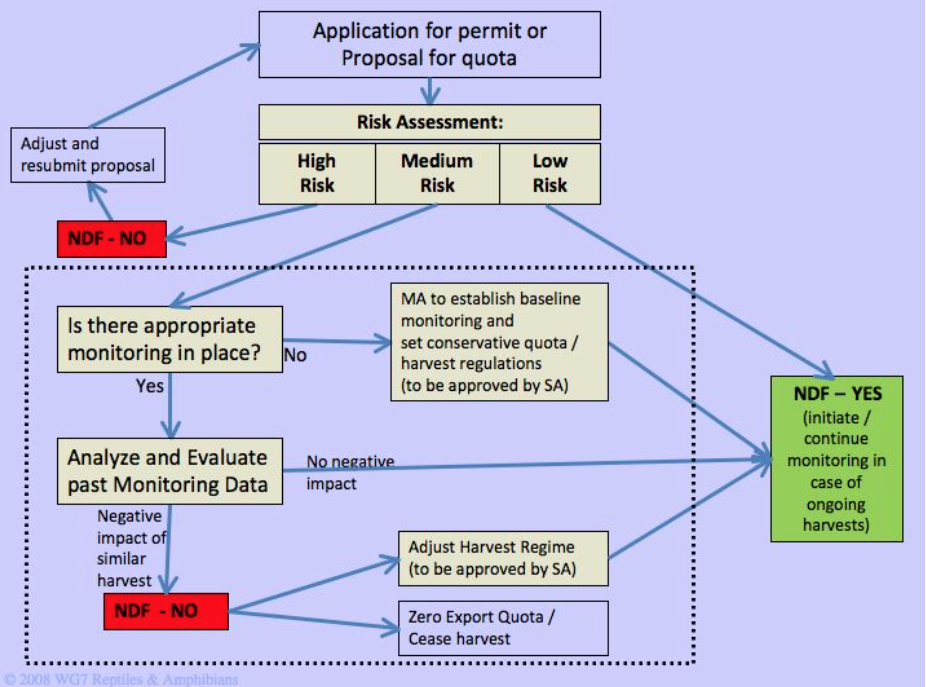 Application for permit or
Proposal for quota
Risk Assessment:
High
Risk
Medium
Risk
Low
Risk
Adjust and
resubmit proposal
NDF - NO
Is there appropriate
monitoring in place?
No
Yes
MA to establish baseline
monitoring and
set conservative quota /
harvest regulations
(to be approved by SA)
NDF – YES
(initiate /
continue
monitoring in
case of
ongoing
harvests)
Analyze and Evaluate
past Monitoring Data
No negative
impact
Negative
impact of
similar
harvest
Adjust Harvest Regime
(to be approved by SA)
NDF - NO
Zero Export Quota /
Cease harvest
© 2008 WG7 Reptiles & Amphibians